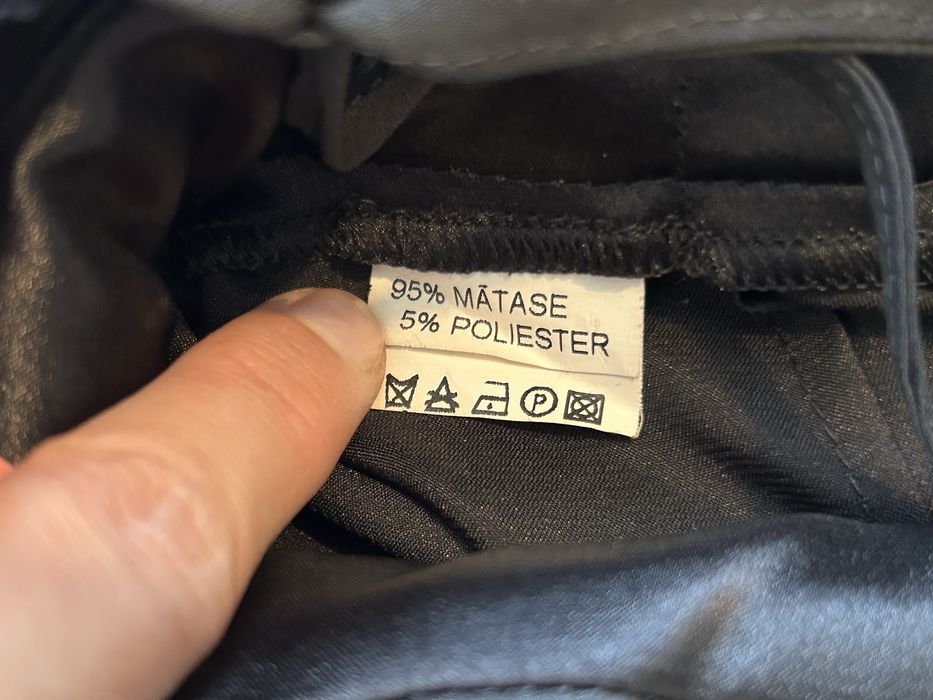 95% MĀTASE
5% POLIESTER
P